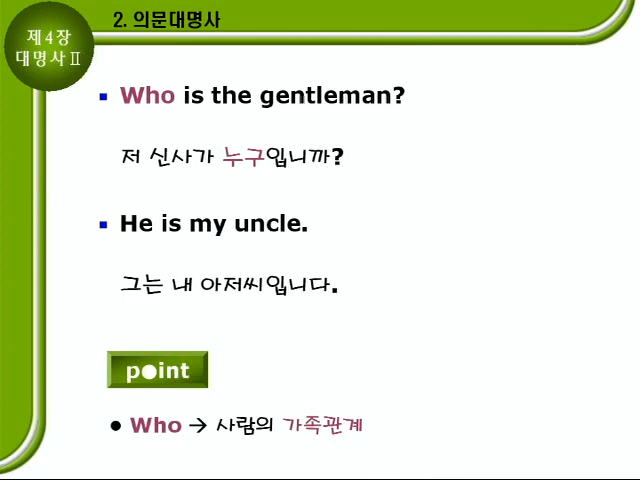 제4장
대명사Ⅱ
2. 의문대명사
Who is the gentleman?
저 신사가 누구입니까?
He is my uncle.
그는 내 아저씨입니다.
point
● Who → 사람의 가족관계